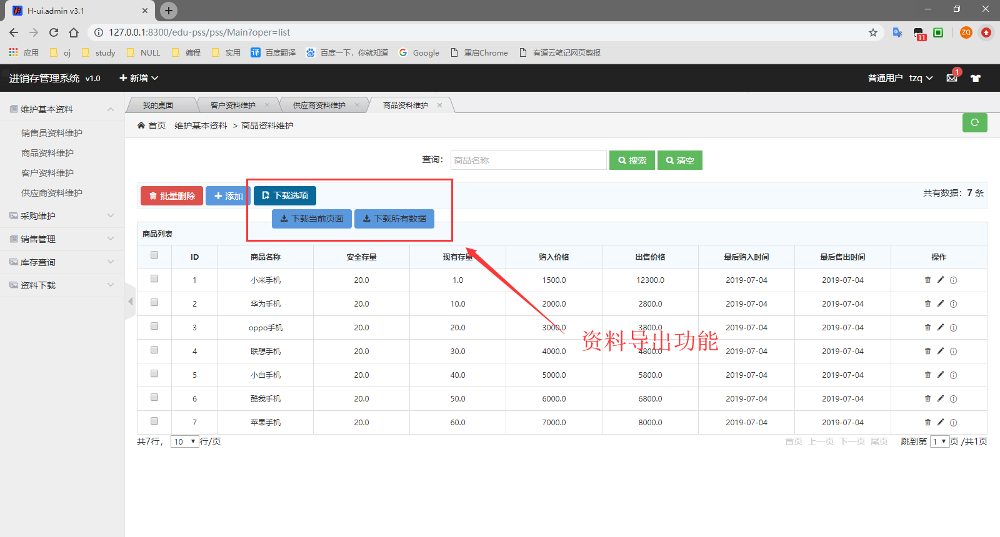 H-ui.admin v3.1
127.0.0.1:8300/edu-pss/pss/Main?oper=list
11
ZQ
应用 oj study NULL 编程 实用 译 百度翻译 百度一下，你就知道 Google 重启Chrome 有道云笔记网页剪报
进销存管理系统 v1.0 新增
普通用户 tzq 1
维护基本资料
销售员资料维护
商品资料维护
客户资料维护
供应商资料维护
采购维护
销售管理
库存查询
资料下载
我的桌面 客户资料维护 供应商资料维护 商品资料维护
首页 维护基本资料 > 商品资料维护
查询： 商品名称 搜索 清空
批量删除 添加 下载选项
共有数据：7 条
下载当前页面 下载所有数据
商品列表
ID 商品名称 安全存量 现有存量 购入价格 出售价格 最后购入时间 最后售出时间 操作
1 小米手机 20.0 1.0 1500.0 12300.0 2019-07-04 2019-07-04
2 华为手机 20.0 10.0 2000.0 2800.0 2019-07-04 2019-07-04
3 oppo手机 20.0 20.0 3000.0 3800.0 2019-07-04 2019-07-04
资料导出功能
4 联想手机 20.0 30.0 4000.0 4800.0 2019-07-04 2019-07-04
5 小白手机 20.0 40.0 5000.0 5800.0 2019-07-04 2019-07-04
6 酷我手机 20.0 50.0 6000.0 6800.0 2019-07-04 2019-07-04
7 苹果手机 20.0 60.0 7000.0 8000.0 2019-07-04 2019-07-04
共7行， 10 行/页
首页 上一页 下一页 尾页 跳到第 1 页 /共1页